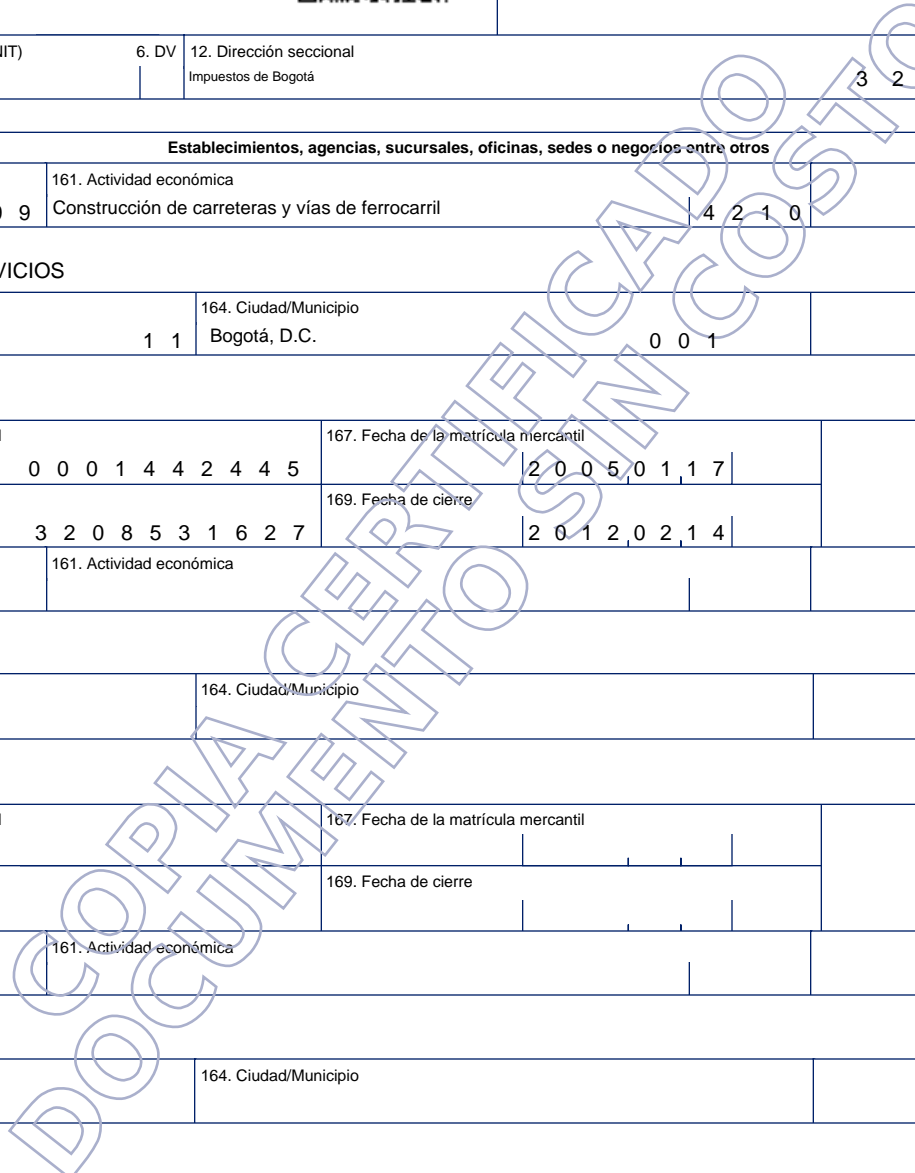 NIT) 6. DV 12. Dirección seccional
Impuestos de Bogotá 3 2
Establecimientos, agencias, sucursales, oficinas, sedes o negocios entre otros
161. Actividad económica
9 Construcción de carreteras y vías de ferrocarril 4 2 1 0
VICIOS
164. Ciudad/Municipio
1 1 Bogotá, D.C. 0 0 1
167. Fecha de la matrícula mercantil
0 0 0 1 4 4 2 4 4 5 2 0 0 5 0 1 1 7
169. Fecha de cierre
3 2 0 8 5 3 1 6 2 7 2 0 1 2 0 2 1 4
161. Actividad económica
164. Ciudad/Municipio
167. Fecha de la matrícula mercantil
169. Fecha de cierre
161. Actividad económica
164. Ciudad/Municipio
COPIA CERTIFICADO
DOCUMENTO SIN COSTO